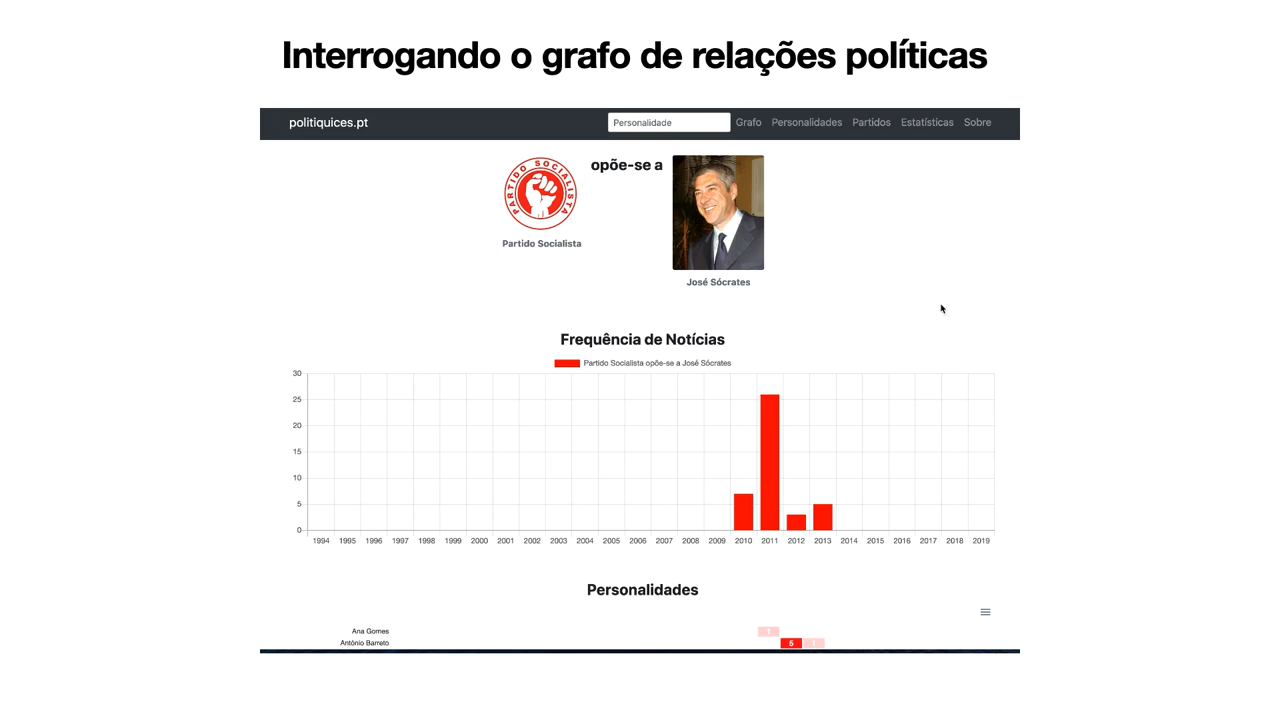 Interrogando o grafo de relações políticas
politiquices.pt
Personalidade
Grafo Personalidades Partidos Estatísticas Sobre
PARTIDO SOCIALISTA
opõe-se a
Partido Socialista
José Sócrates
Frequência de Notícias
Partido Socialista opõe-se a José Sócrates
30
25
20
15
10
5
0
1994 1995 1996 1997 1998 1999 2000 2001 2002 2003 2004 2005 2006 2007 2008 2009 2010 2011 2012 2013 2014 2015 2016 2017 2018 2019
Personalidades
Ana Gomes 1
António Barreto 5 1